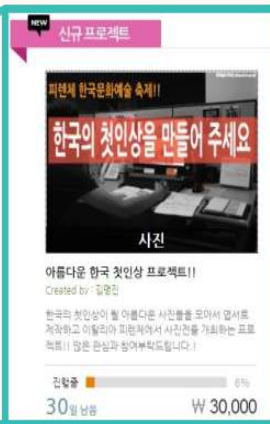 NEW
신규프로젝트
피렌체 한국문화예술 축제!!
한국의 첫인상을 만들어 주세요
사진
아름다운 한국 첫인상 프로젝트!!
Created by : 김명진
한국의 첫인상이 될 아름다운 사진들을 모아서 엽서로
제작하고 이탈리아 피렌체에서 사진전을 개최하는 프로
젝트!! 많은 관심과 참여부탁드립니다.!
진행중 6%
30일 남음 ₩ 30,000